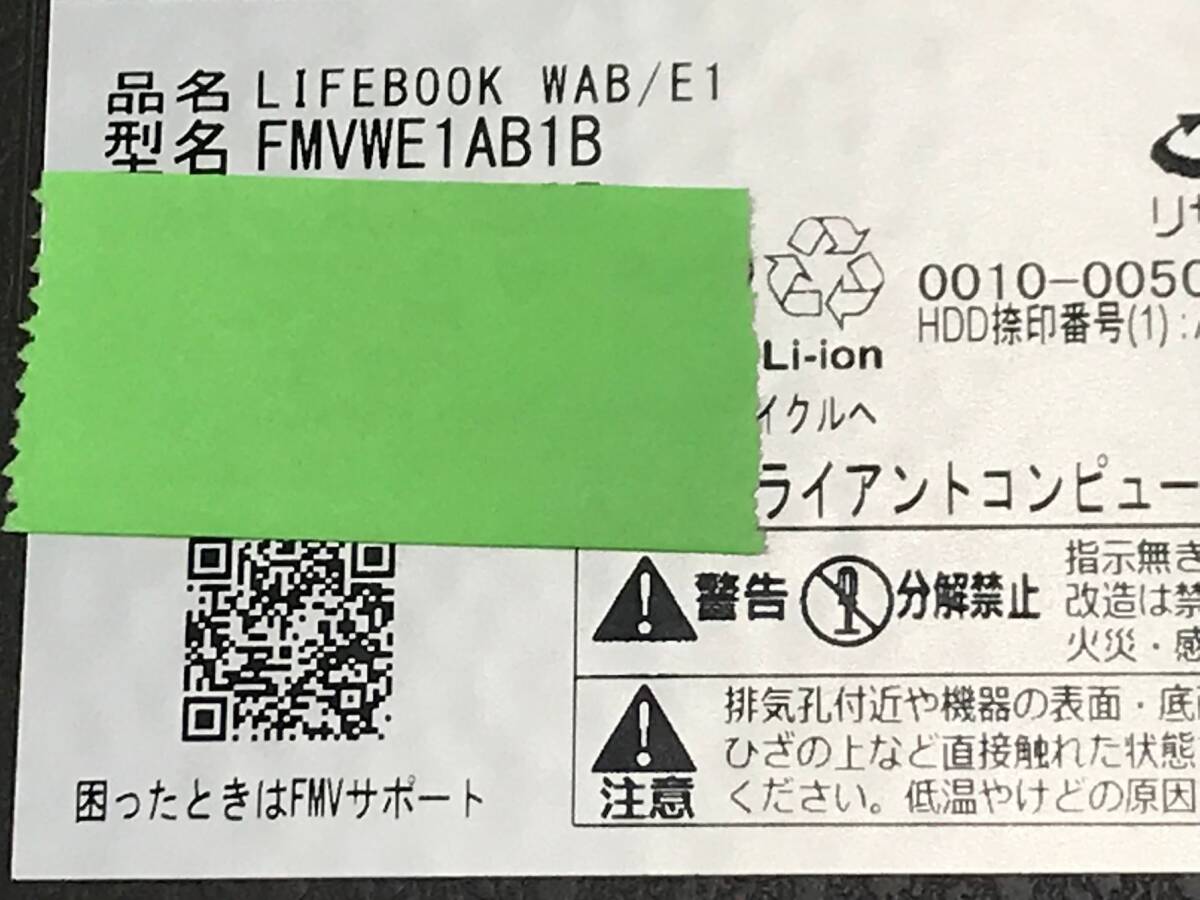 品名 LIFEBOOK WAB/E1
型名 FMVWE1AB1B
リサ
0010-0050
HDD捺印番号(1):
Li-ion
イクルへ
ライアントコンピュー
警告
分解禁止
指示無き
改造は禁
火災・感
注意
排気孔付近や機器の表面・底
ひざの上など直接触れた状態
ください。低温やけどの原因
困ったときはFMVサポート